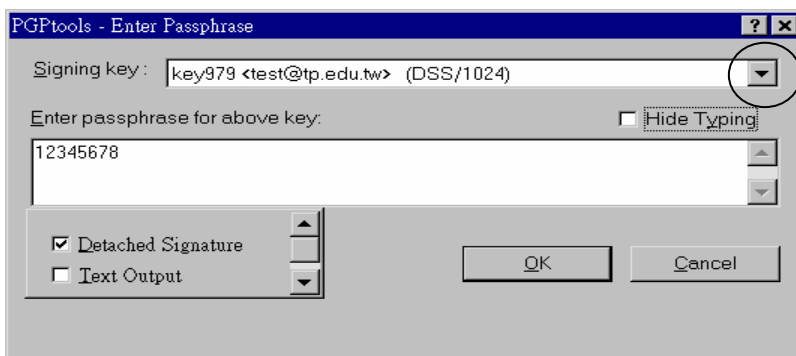 PGPtools - Enter Passphrase
Signing key : key979 <test@tp.edu.tw> (DSS/1024)
Enter passphrase for above key: Hide Typing
12345678
Detached Signature
Text Output
OK Cancel